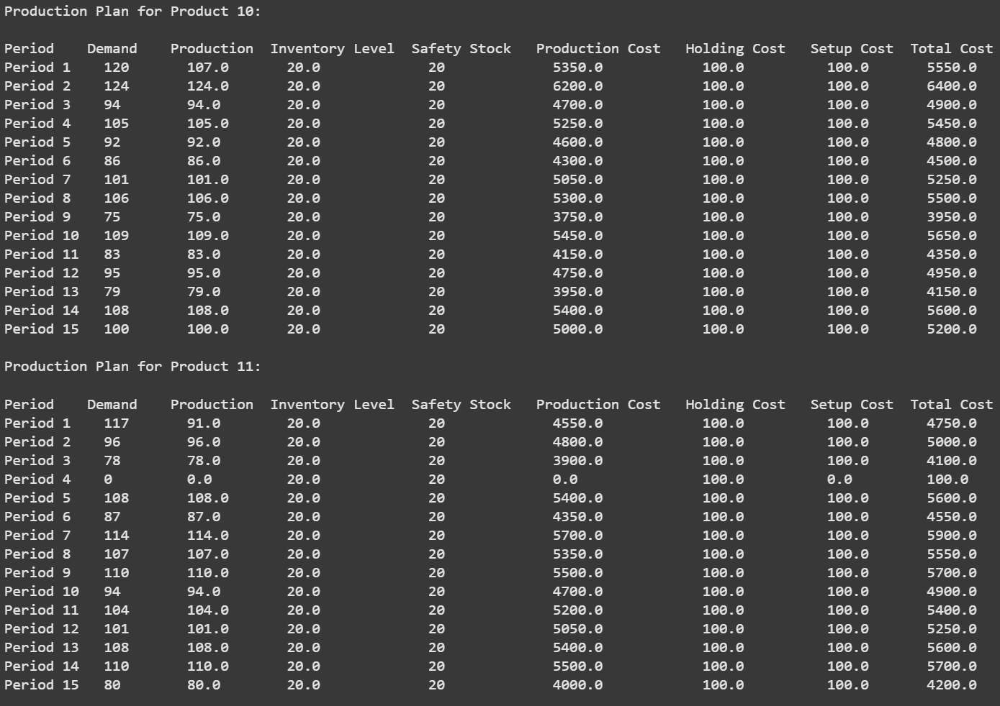 Production Plan for Product 10:
Period Demand Production Inventory Level Safety Stock Production Cost Holding Cost Setup Cost Total Cost
Period 1 120 107.0 20.0 20 5350.0 100.0 100.0 5550.0
Period 2 124 124.0 20.0 20 6200.0 100.0 100.0 6400.0
Period 3 94 94.0 20.0 20 4700.0 100.0 100.0 4900.0
Period 4 105 105.0 20.0 20 5250.0 100.0 100.0 5450.0
Period 5 92 92.0 20.0 20 4600.0 100.0 100.0 4800.0
Period 6 86 86.0 20.0 20 4300.0 100.0 100.0 4500.0
Period 7 101 101.0 20.0 20 5050.0 100.0 100.0 5250.0
Period 8 106 106.0 20.0 20 5300.0 100.0 100.0 5500.0
Period 9 75 75.0 20.0 20 3750.0 100.0 100.0 3950.0
Period 10 109 109.0 20.0 20 5450.0 100.0 100.0 5650.0
Period 11 83 83.0 20.0 20 4150.0 100.0 100.0 4350.0
Period 12 95 95.0 20.0 20 4750.0 100.0 100.0 4950.0
Period 13 79 79.0 20.0 20 3950.0 100.0 100.0 4150.0
Period 14 108 108.0 20.0 20 5400.0 100.0 100.0 5600.0
Period 15 100 100.0 20.0 20 5000.0 100.0 100.0 5200.0
Production Plan for Product 11:
Period Demand Production Inventory Level Safety Stock Production Cost Holding Cost Setup Cost Total Cost
Period 1 117 91.0 20.0 20 4550.0 100.0 100.0 4750.0
Period 2 96 96.0 20.0 20 4800.0 100.0 100.0 5000.0
Period 3 78 78.0 20.0 20 3900.0 100.0 100.0 4100.0
Period 4 0 0.0 20.0 20 0.0 100.0 0.0 100.0
Period 5 108 108.0 20.0 20 5400.0 100.0 100.0 5600.0
Period 6 87 87.0 20.0 20 4350.0 100.0 100.0 4550.0
Period 7 114 114.0 20.0 20 5700.0 100.0 100.0 5900.0
Period 8 107 107.0 20.0 20 5350.0 100.0 100.0 5550.0
Period 9 110 110.0 20.0 20 5500.0 100.0 100.0 5700.0
Period 10 94 94.0 20.0 20 4700.0 100.0 100.0 4900.0
Period 11 104 104.0 20.0 20 5200.0 100.0 100.0 5400.0
Period 12 101 101.0 20.0 20 5050.0 100.0 100.0 5250.0
Period 13 108 108.0 20.0 20 5400.0 100.0 100.0 5600.0
Period 14 110 110.0 20.0 20 5500.0 100.0 100.0 5700.0
Period 15 80 80.0 20.0 20 4000.0 100.0 100.0 4200.0